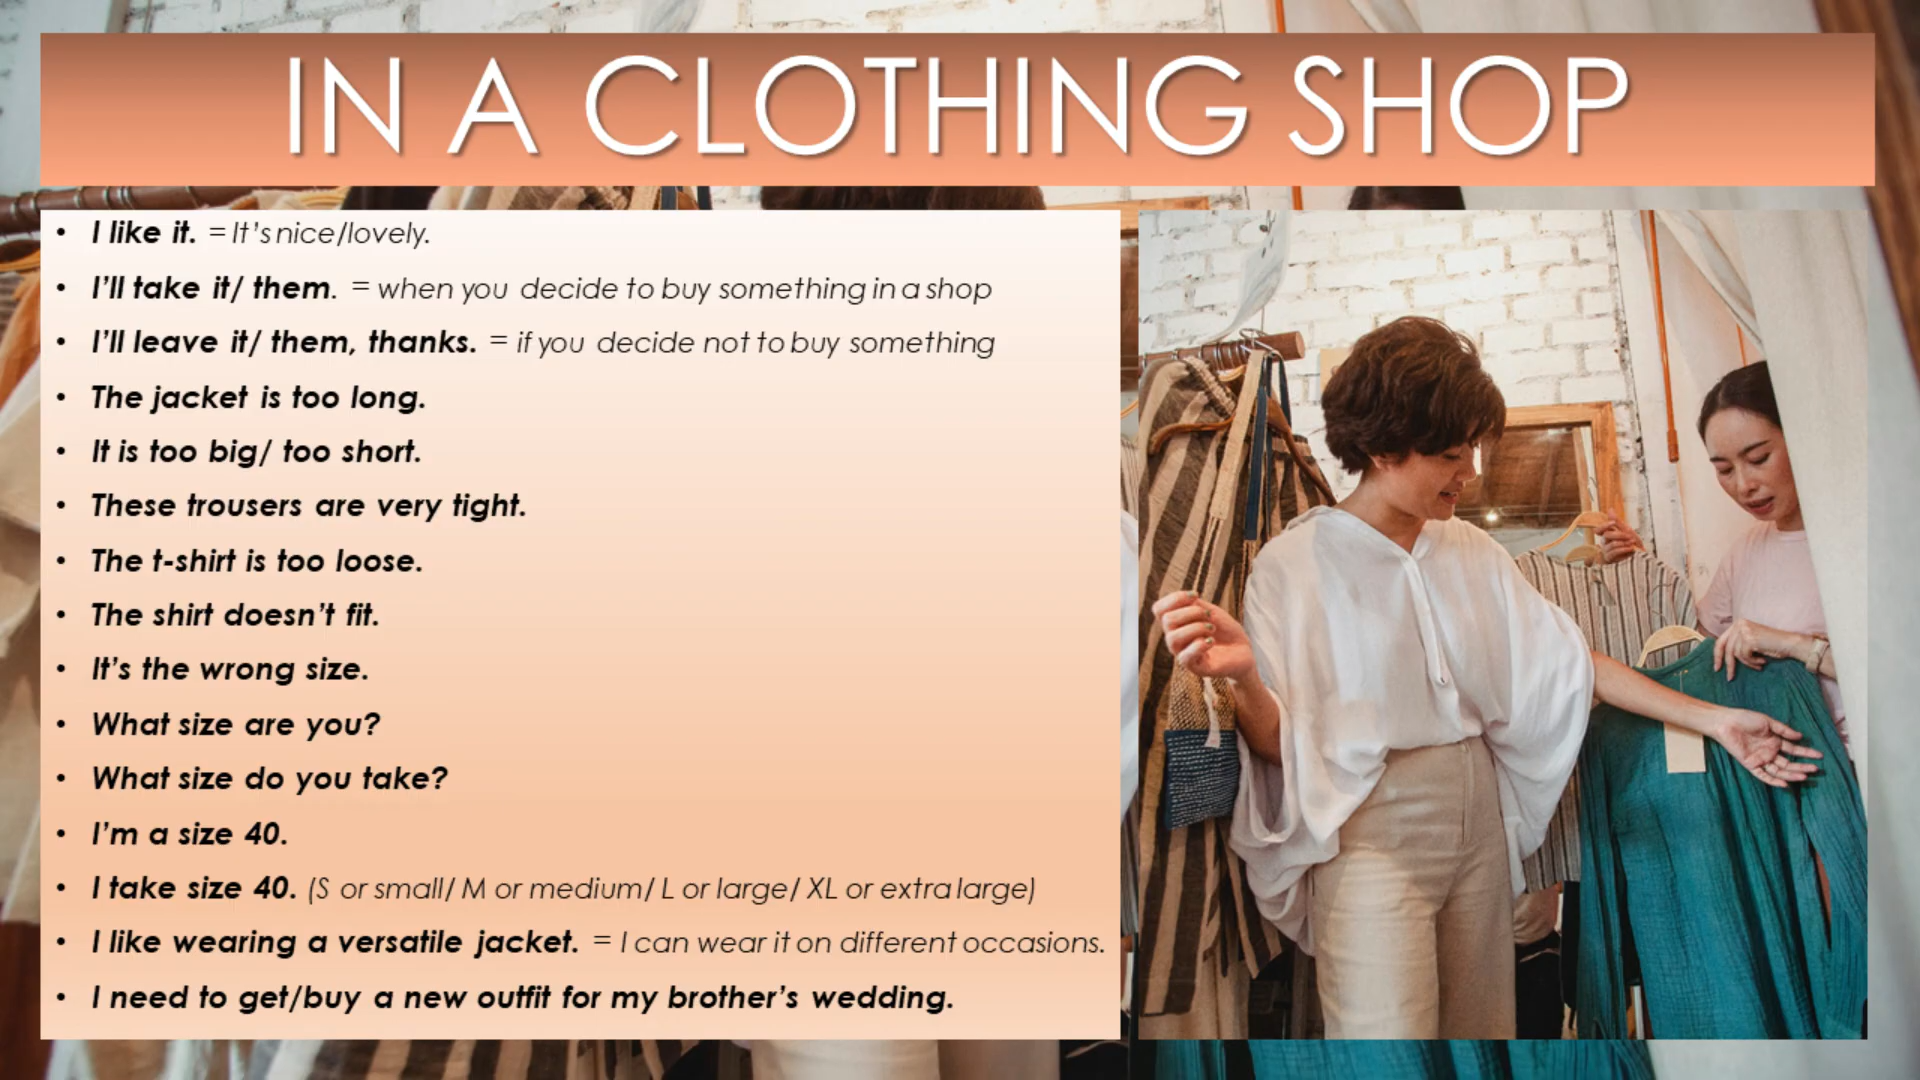 IN A CLOTHING SHOP
• I like it. = It's nice/lovely.
• I'll take it/ them. = when you decide to buy something in a shop
• I'll leave it/ them, thanks. = if you decide not to buy something
• The jacket is too long.
• It is too big/ too short.
• These trousers are very tight.
• The t-shirt is too loose.
• The shirt doesn't fit.
• It's the wrong size.
• What size are you?
• What size do you take?
• I'm a size 40.
• I take size 40. (S or small/ M or medium/ L or large/ XL or extra large)
• I like wearing a versatile jacket. = I can wear it on different occasions.
• I need to get/buy a new outfit for my brother's wedding.